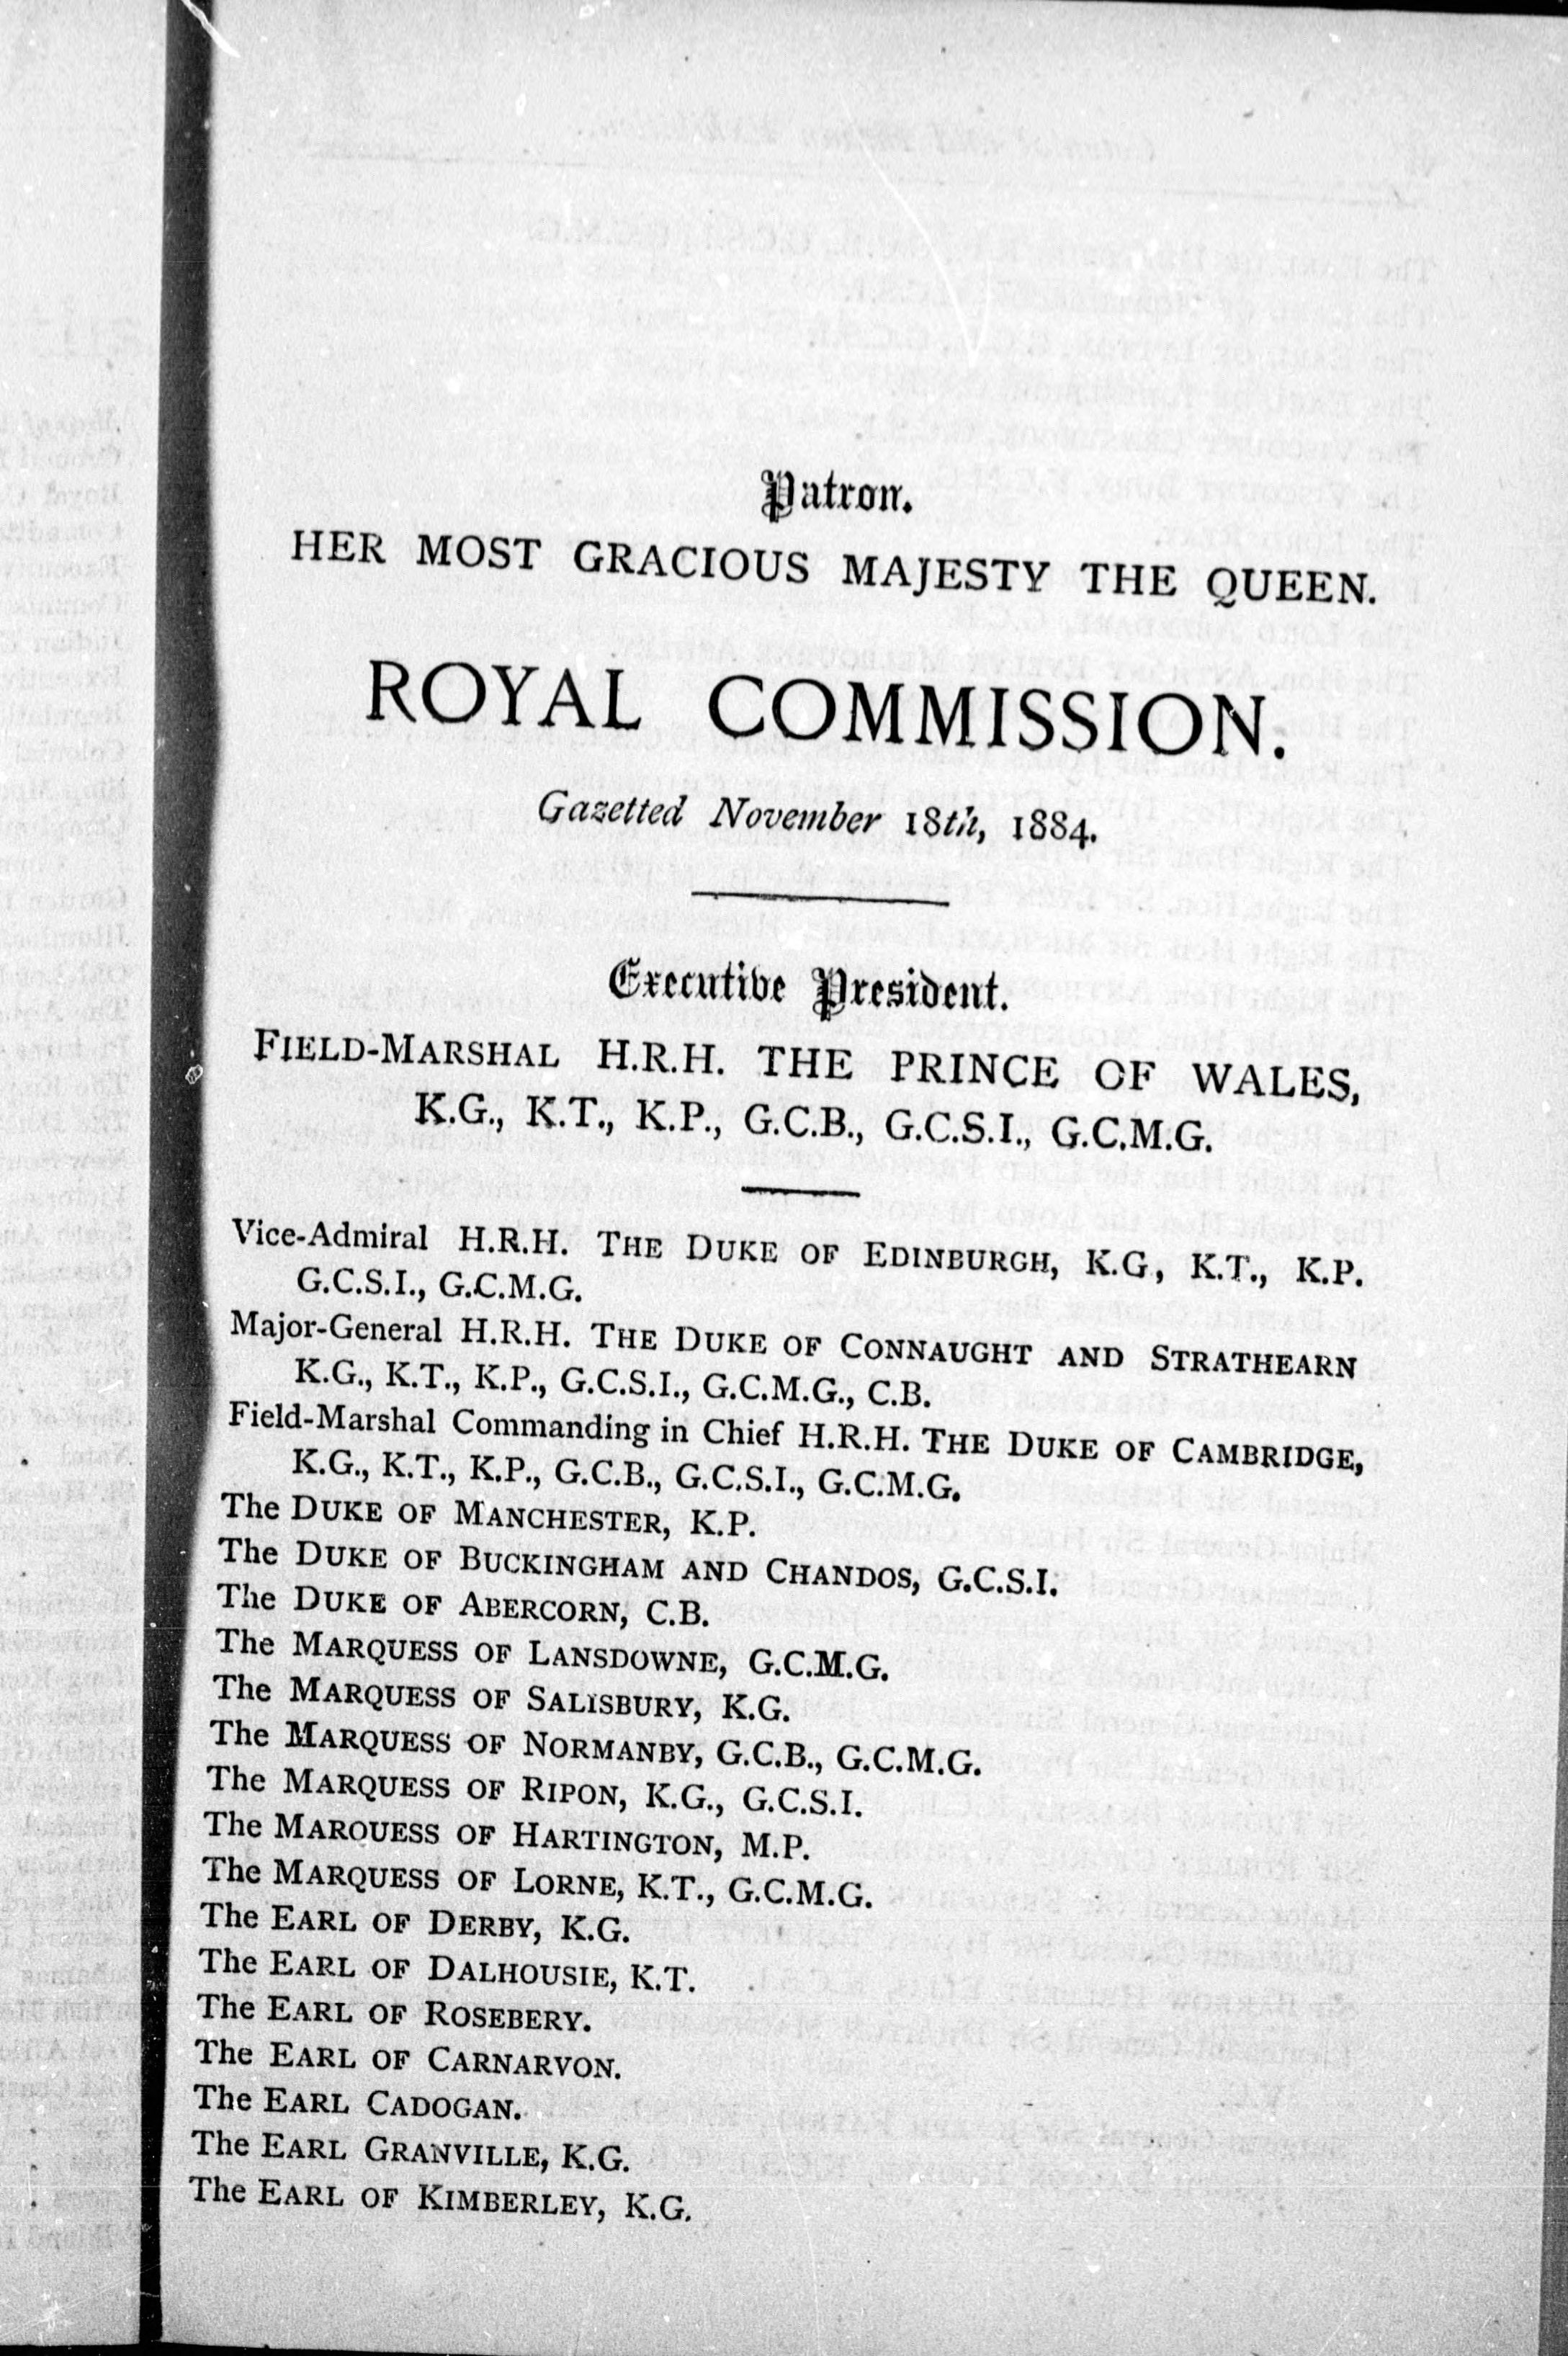 Patron.
HER MOST GRACIOUS MAJESTY THE QUEEN.
ROYAL COMMISSION.
Gazetted November 18th, 1884.
Executive President.
FIELD-MARSHAL H.R.H. THE PRINCE OF WALES,
K.G., K.T., K.P., G.C.B., G.C.S.I., G.C.M.G.
Vice-Admiral H.R.H. THE DUKE OF EDINBURGH, K.G, K.T., K.P.
G.C.S.I., G.C.M.G.
Major-General H.R.H. THE DUKE OF CONNAUGHT AND STRATHEARN
K.G., K.T., K.P., G.C.S.I., G.C.M.G., C.B.
Field-Marshal Commanding in Chief H.R.H. THE DUKE OF CAMBRIDGE,
K.G., K.T., K.P., G.C.B., G.C.S.I., G.C.M.G.
The DUKE OF MANCHESTER, K.P.
The DUKE OF BUCKINGHAM AND CHANDOS, G.C.S.I.
The DUKE OF ABERCORN, C.B.
The MARQUESS OF LANSDOWNE, G.C.M.G.
The MARQUESS OF SALISBURY, K.G.
The MARQUESS OF NORMANBY, G.C.B., G.C.M.G.
The MARQUESS OF RIPON, K.G., G.C.S.I.
The MAROUESS OF HARTINGTON, M.P.
The MARQUESS OF LORNE, K.T., G.C.M.G.
The EARL OF DERBY, K.G.
The EARL OF DALHOUSIE, K.T.
The EARL OF ROSEBERY.
The EARL OF CARNARVON.
The EARL CADOGAN.
The EARL GRANVILLE, K.G.
The EARL OF KIMBERLEY, K.G.